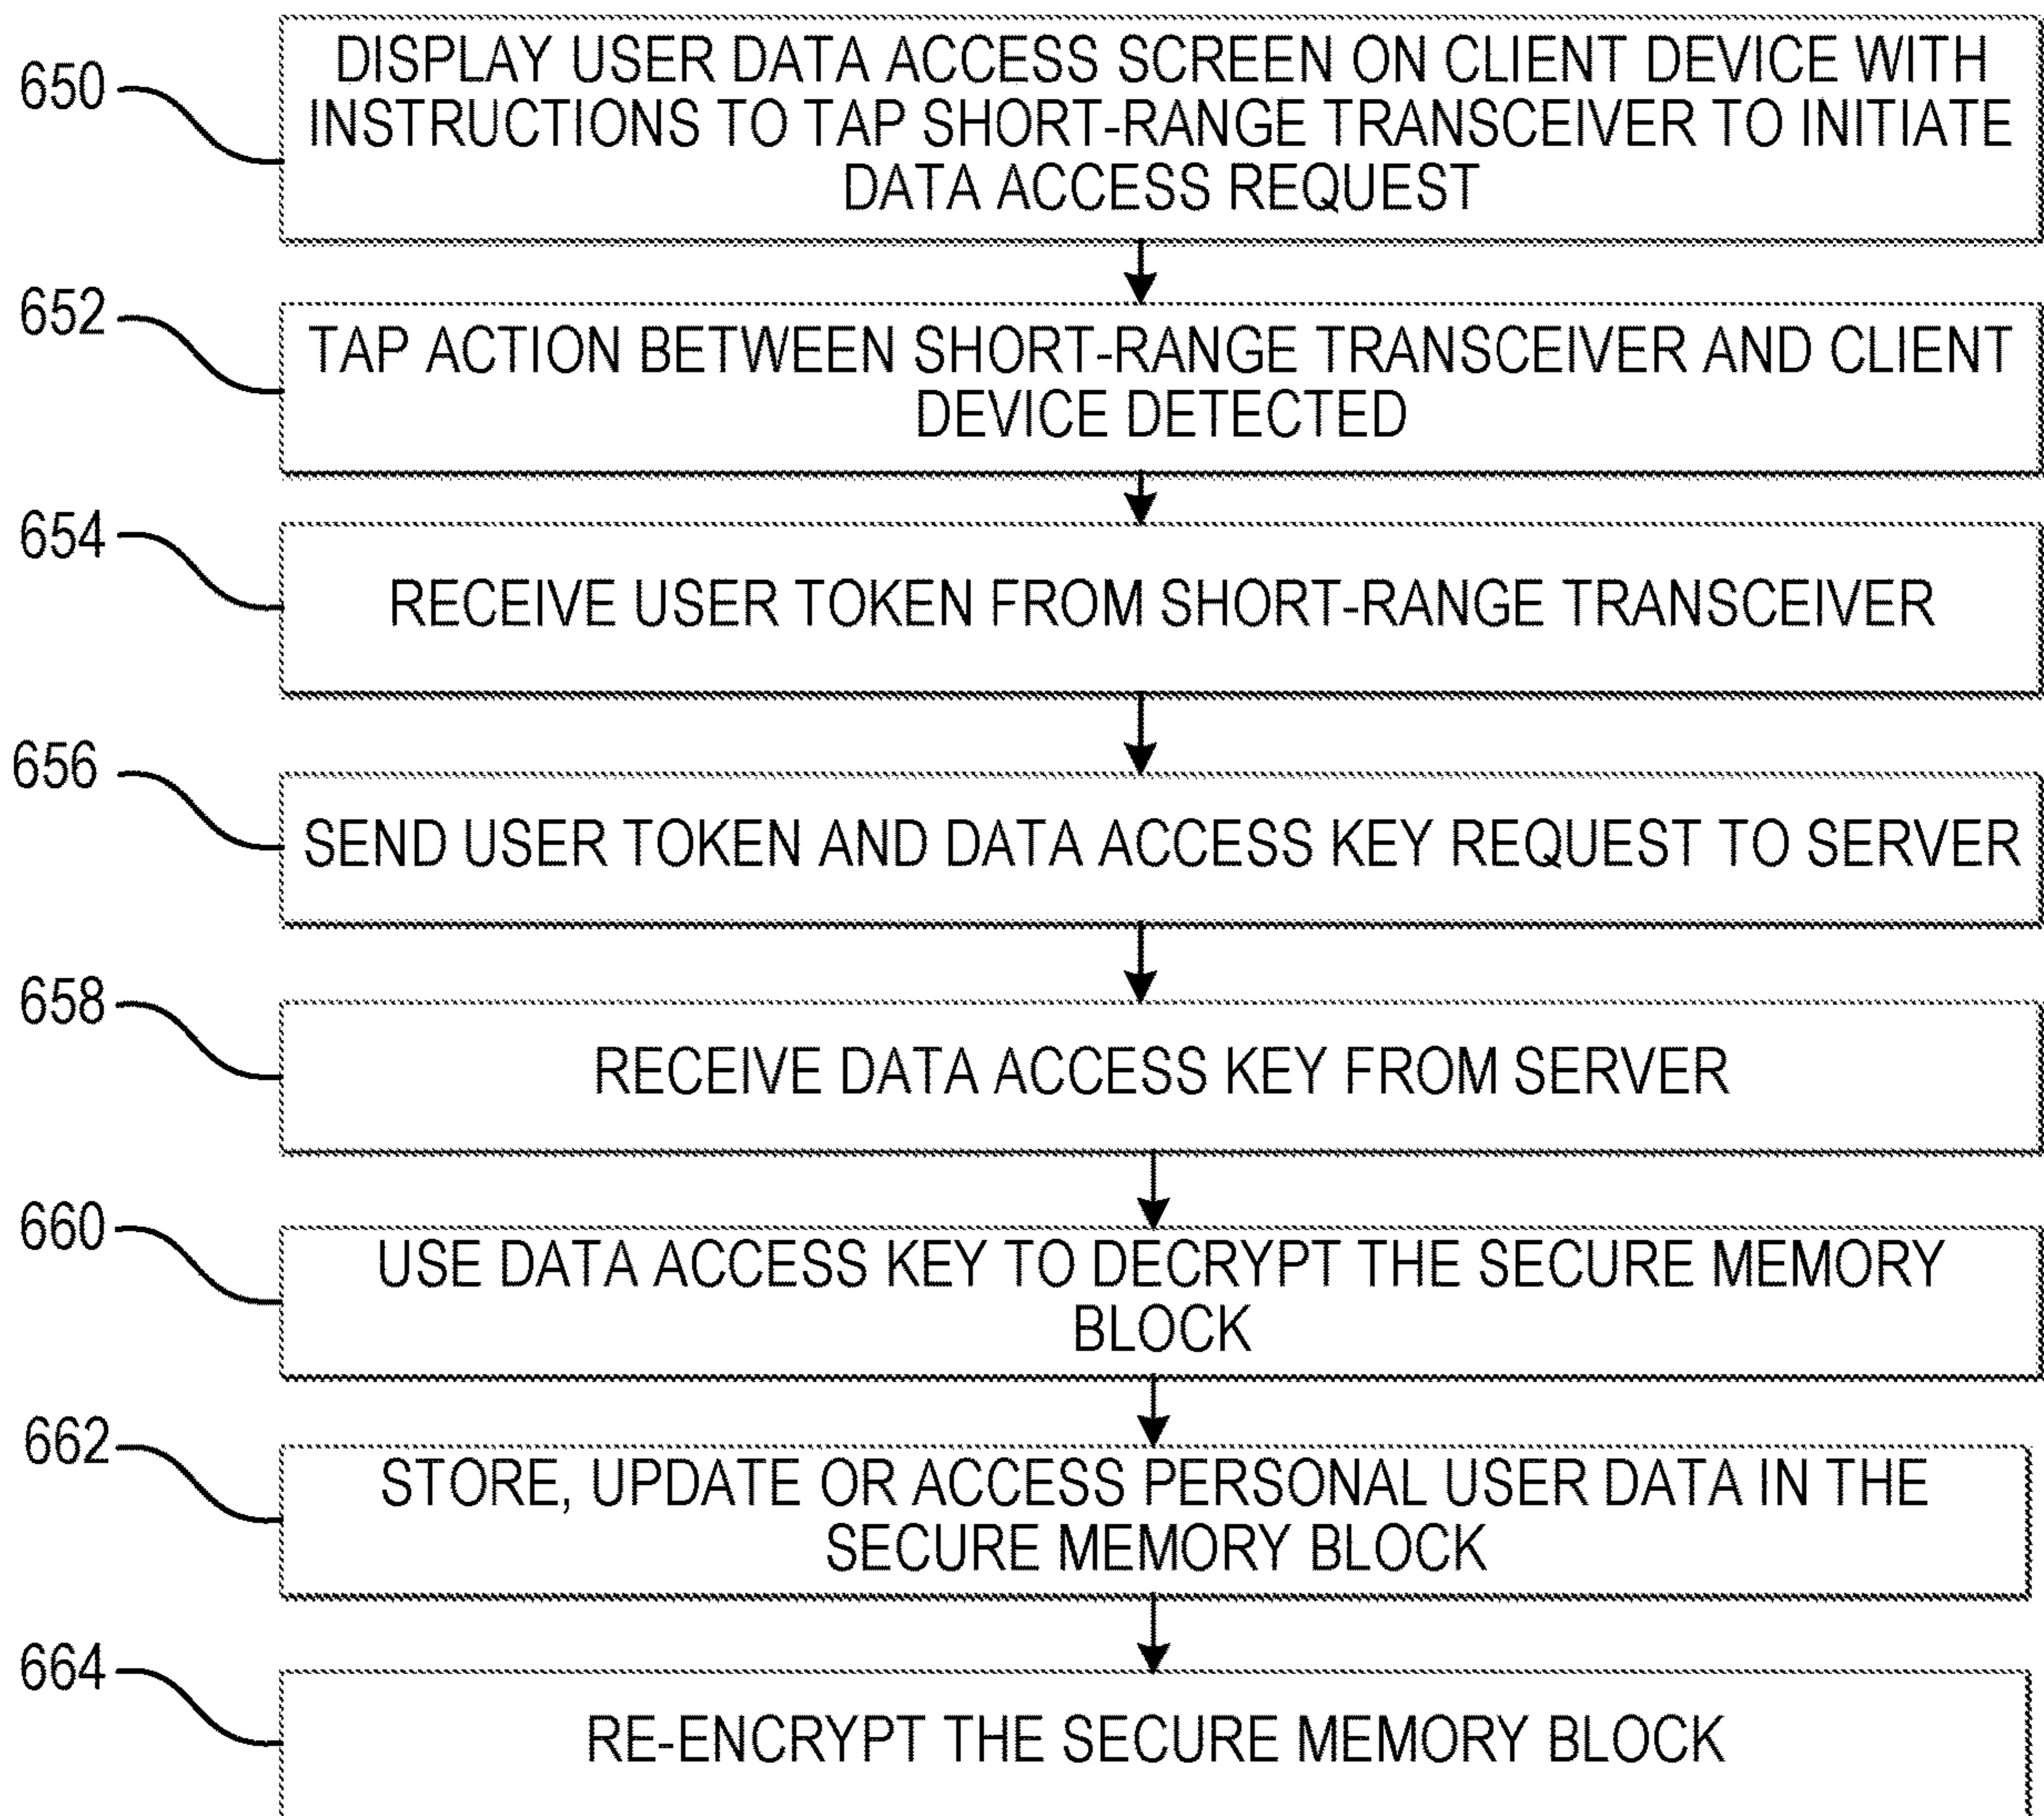 650
DISPLAY USER DATA ACCESS SCREEN ON CLIENT DEVICE WITH
INSTRUCTIONS TO TAP SHORT-RANGE TRANSCEIVER TO INITIATE
DATA ACCESS REQUEST
652
TAP ACTION BETWEEN SHORT-RANGE TRANSCEIVER AND CLIENT
DEVICE DETECTED
654
RECEIVE USER TOKEN FROM SHORT-RANGE TRANSCEIVER
656
SEND USER TOKEN AND DATA ACCESS KEY REQUEST TO SERVER
658
RECEIVE DATA ACCESS KEY FROM SERVER
660
USE DATA ACCESS KEY TO DECRYPT THE SECURE MEMORY
BLOCK
662
STORE, UPDATE OR ACCESS PERSONAL USER DATA IN THE
SECURE MEMORY BLOCK
664
RE-ENCRYPT THE SECURE MEMORY BLOCK